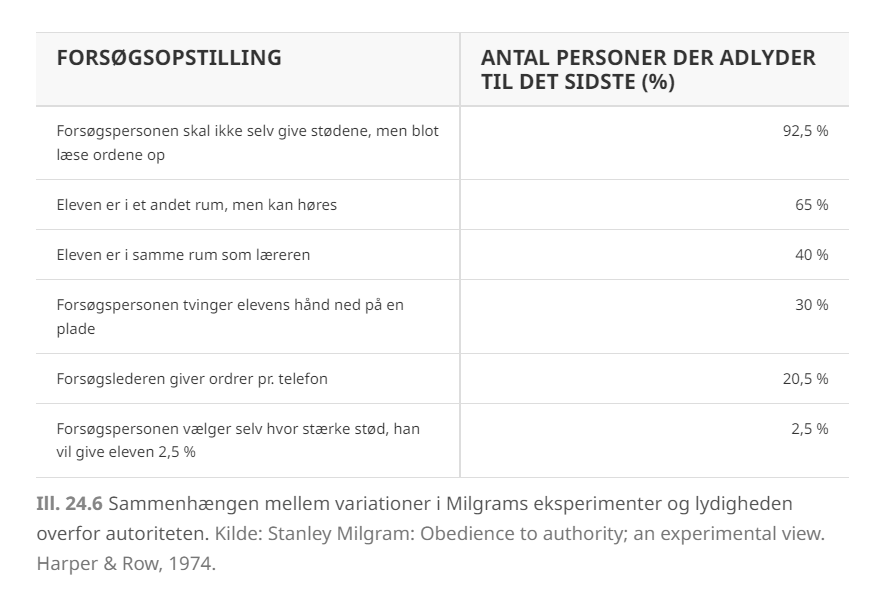 FORSØGSOPSTILLING
ANTAL PERSONER DER ADLYDER
TIL DET SIDSTE (%)
Forsøgspersonen skal ikke selv give stødene, men blot
læse ordene op
92,5 %
Eleven er i et andet rum, men kan høres
65 %
Eleven er i samme rum som læreren
40 %
Forsøgspersonen tvinger elevens hånd ned på en
plade
30 %
Forsøgslederen giver ordrer pr. telefon
20,5 %
Forsøgspersonen vælger selv hvor stærke stød, han
vil give eleven 2,5 %
2,5 %
Ill. 24.6 Sammenhængen mellem variationer i Milgrams eksperimenter og lydigheden
overfor autoriteten. Kilde: Stanley Milgram: Obedience to authority; an experimental view.
Harper & Row, 1974.